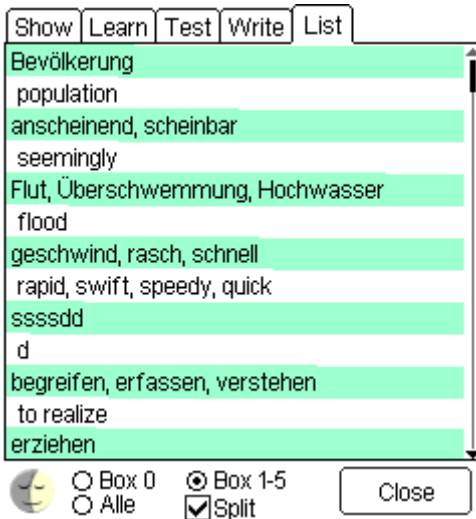 Show Learn Test Write List
Bevölkerung
population
anscheinend, scheinbar
seemingly
Flut, Überschwemmung, Hochwasser
flood
geschwind, rasch, schnell
rapid, swift, speedy, quick
ssssdd
d
begreifen, erfassen, verstehen
to realize
erziehen
Box 0 Box 1-5 Close
Alle Split